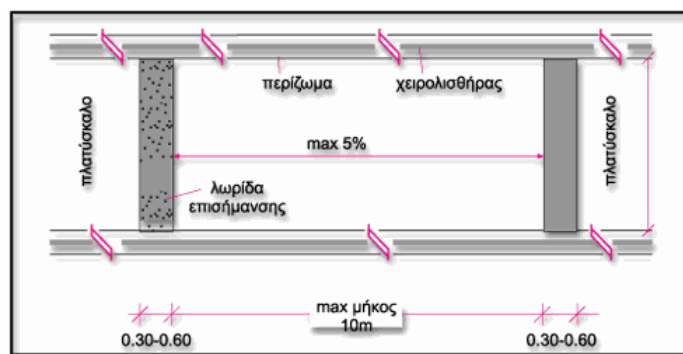 περίζωμα
χειρολισθήρας
πλατύσκαλο
max 5%
πλατύσκαλο
λωρίδα
επισήμανσης
max μήκος
10m
0.30-0.60
0.30-0.60